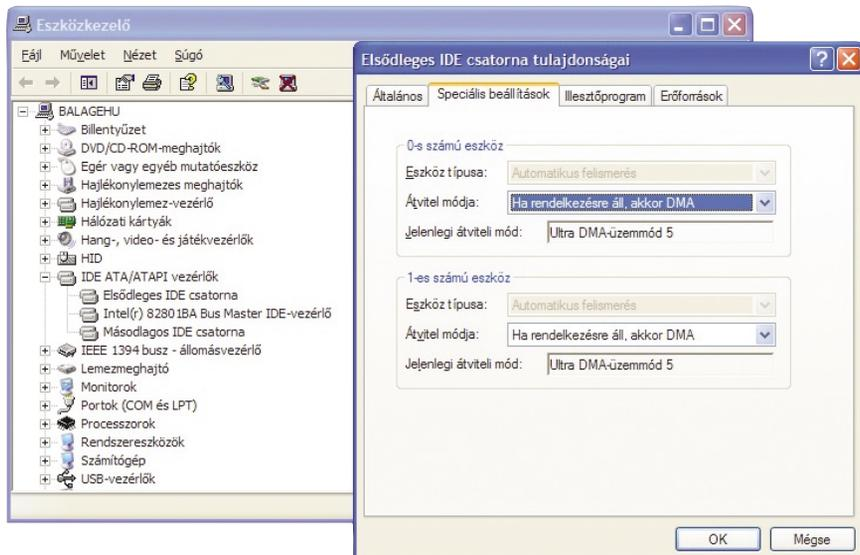 Eszközkezelő
Fájl Művelet Nézet Súgó
BALAGEHU
Billentyűzet
DVD/CD-ROM-meghajtók
Egér vagy egyéb mutatóeszköz
Hajlékonylemezes meghajtók
Hajlékonylemez-vezérlő
Hálózati kártyák
Hang-, video- és játékvezérlők
HID
IDE ATA/ATAPI vezérlők
Elsődleges IDE csatorna
Intel(r) 82801BA Bus Master IDE-vezérlő
Másodlagos IDE csatorna
IEEE 1394 busz - állomásvezérlő
Lemezmeghajtó
Monitorok
Portok (COM és LPT)
Processzorok
Rendszereszközök
Számítógép
USB-vezérlők
Elsődleges IDE csatorna tulajdonságai
Általános Speciális beállítások Illesztőprogram Erőforrások
0-s számú eszköz
Eszköz típusa: Automatikus felismerés
Átvitel módja: Ha rendelkezésre áll, akkor DMA
Jelenlegi átviteli mód: Ultra DMA-üzemmód 5
1-es számú eszköz
Eszköz típusa: Automatikus felismerés
Átvitel módja: Ha rendelkezésre áll, akkor DMA
Jelenlegi átviteli mód: Ultra DMA-üzemmód 5
OK Mégse